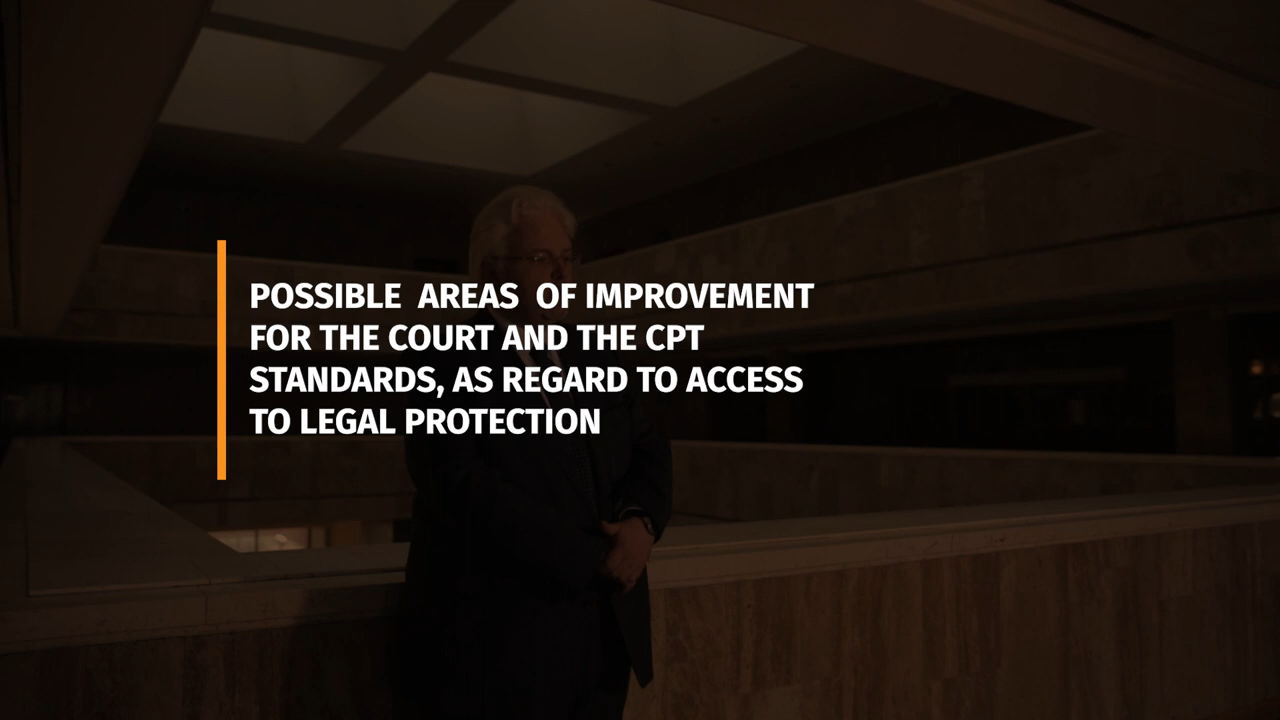 POSSIBLE AREAS OF IMPROVEMENT
FOR THE COURT AND THE CPT
STANDARDS, AS REGARD TO ACCESS
TO LEGAL PROTECTION